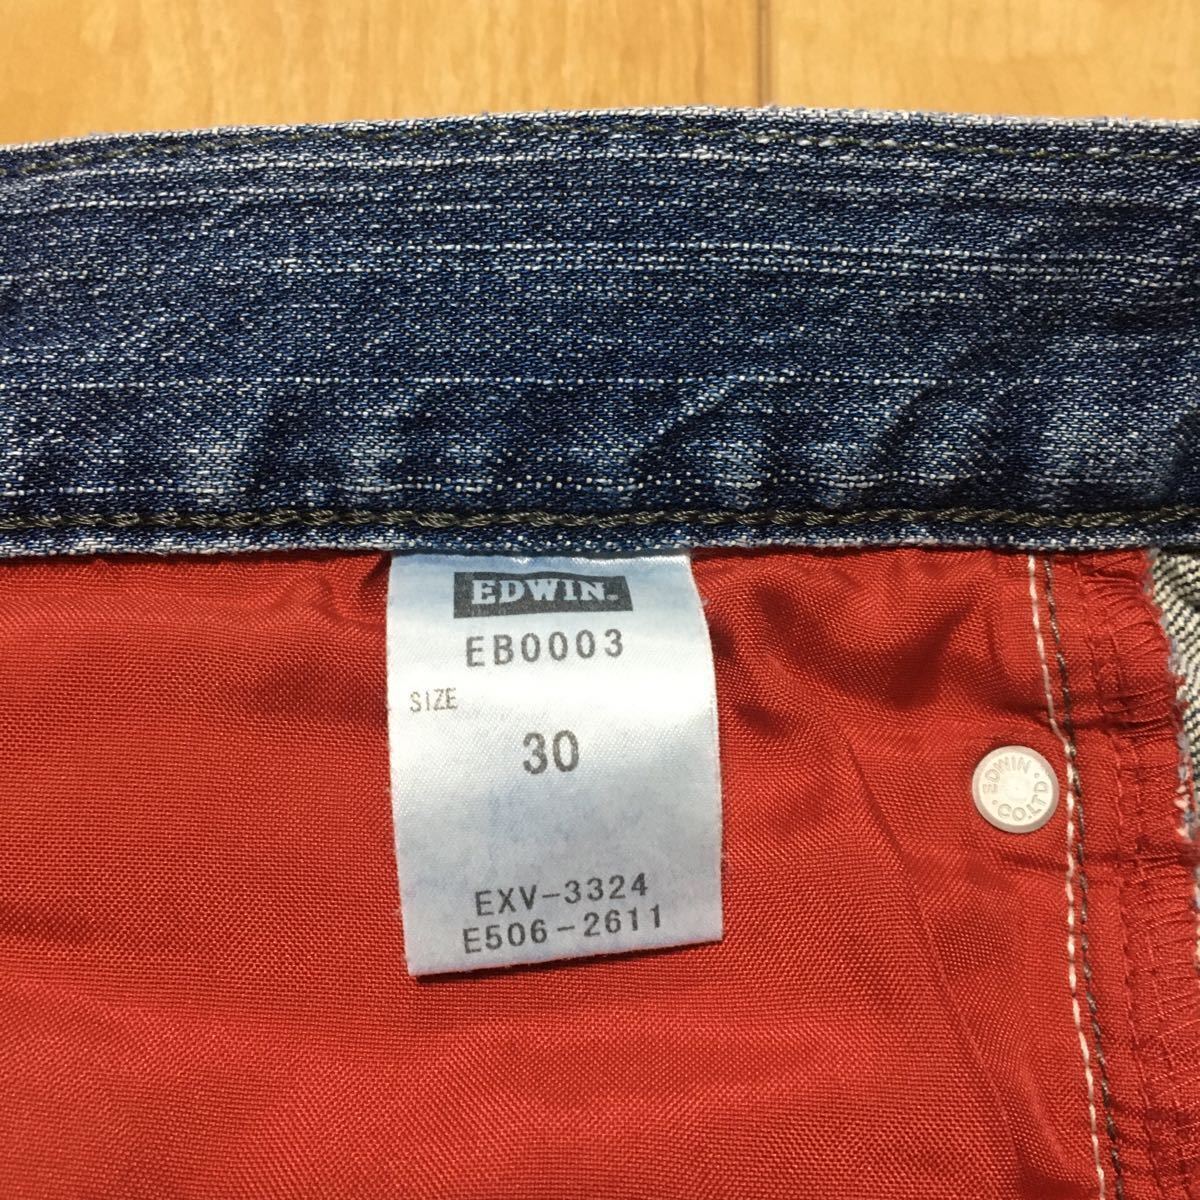 EDWIN
EB0003
SIZE
30
EXV-3324
E506-2611
EDWIN
CO.LTD